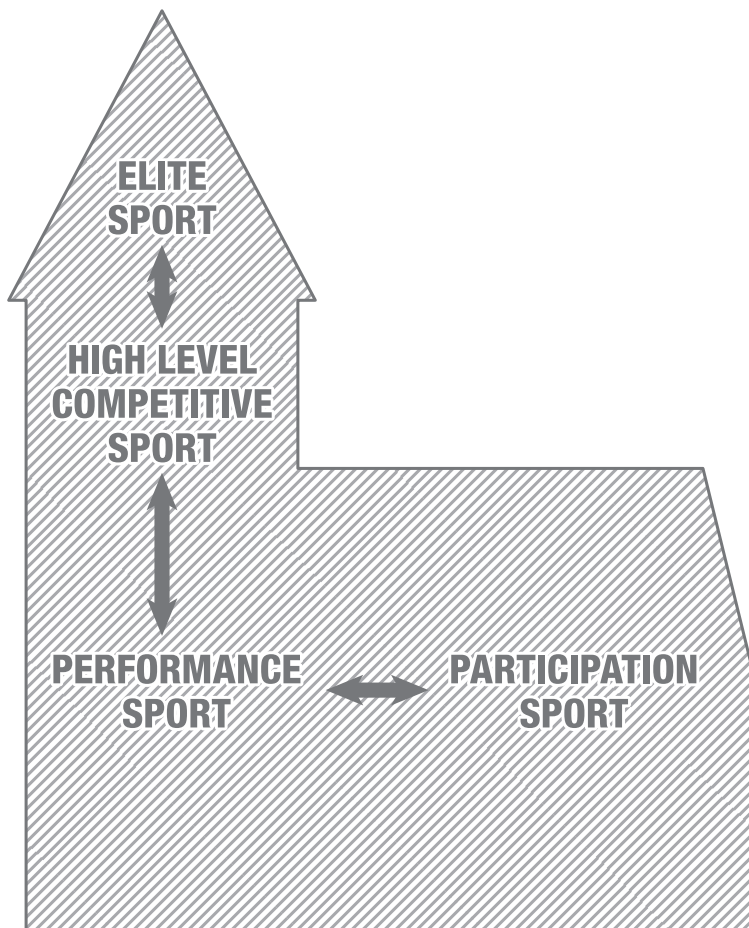 ELITE
SPORT
HIGH LEVEL
COMPETITIVE
SPORT
PERFORMANCE
SPORT
PARTICIPATION
SPORT